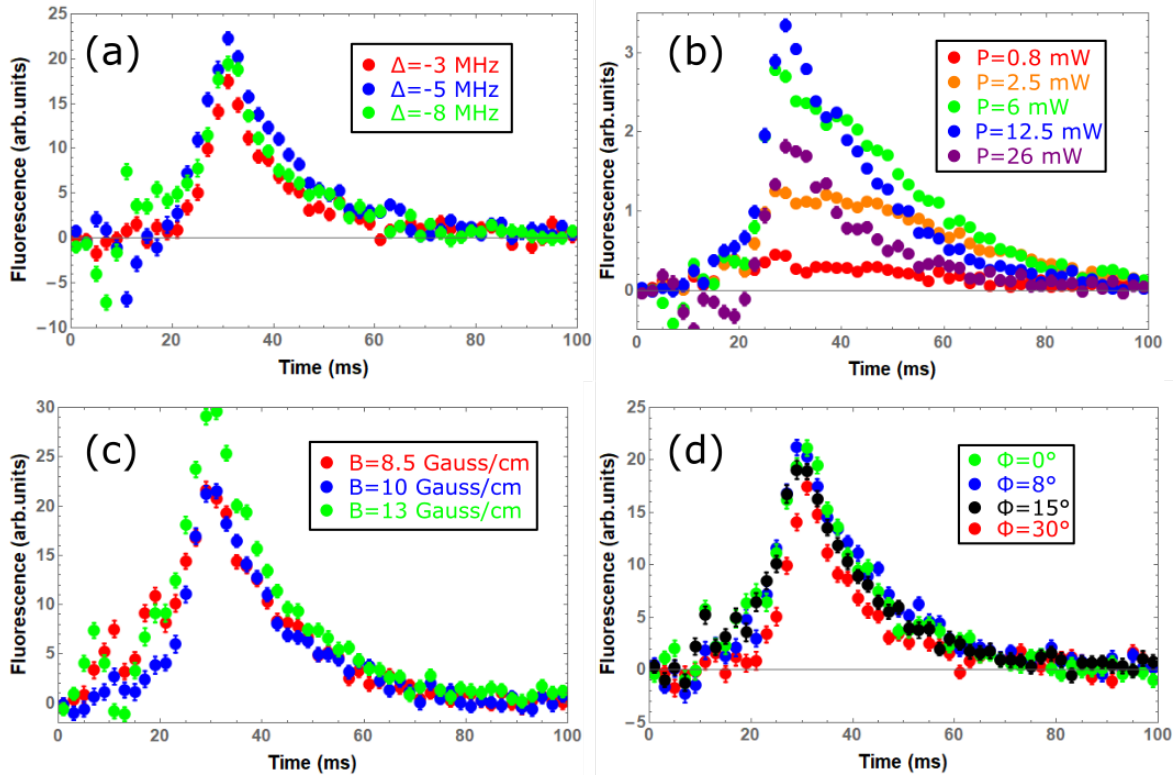 (a)
Δ=-3 MHz
Δ=-5 MHz
Δ=-8 MHz
Fluorescence (arb.units)
25
20
15
10
5
0
−5
−10
0 20 40 60 80 100
Time (ms)
(b)
P=0.8 mW
P=2.5 mW
P=6 mW
P=12.5 mW
P=26 mW
Fluorescence (arb.units)
3
2
1
0
0 20 40 60 80 100
Time (ms)
(c)
B=8.5 Gauss/cm
B=10 Gauss/cm
B=13 Gauss/cm
Fluorescence (arb.units)
30
25
20
15
10
5
0
0 20 40 60 80 100
Time (ms)
(d)
Φ=0°
Φ=8°
Φ=15°
Φ=30°
Fluorescence (arb.units)
25
20
15
10
5
0
−5
0 20 40 60 80 100
Time (ms)